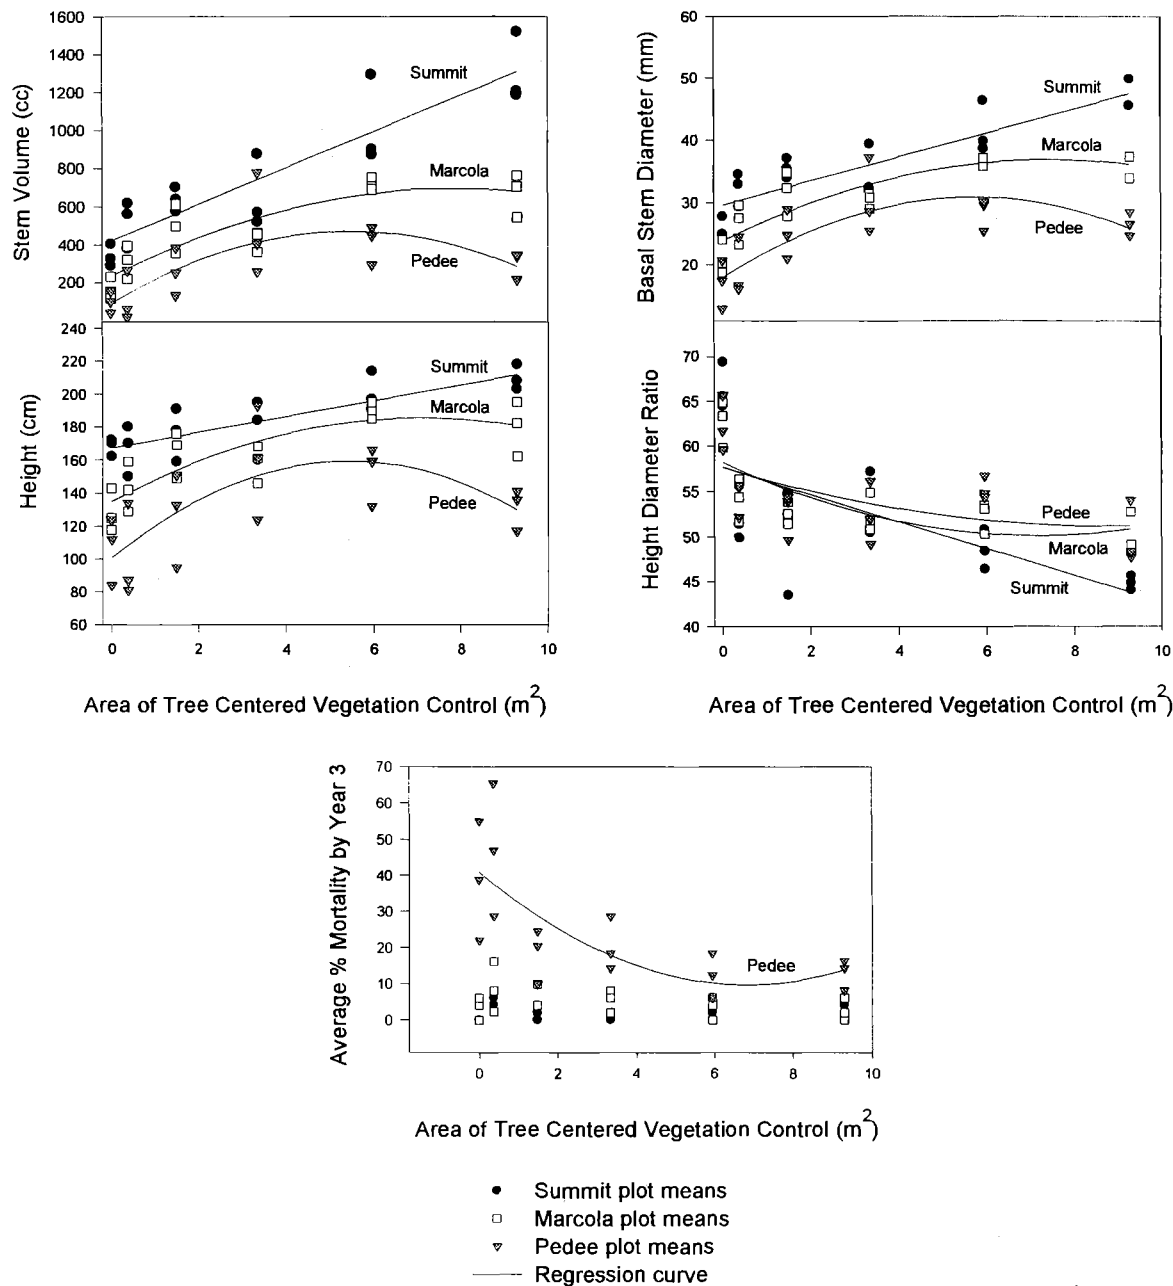 Stem Volume (cc)
1600
1400
1200
1000
800
600
400
200
Summit
Marcola
Pedee
Height (cm)
240
220
200
180
160
140
120
100
80
60
Summit
Marcola
Pedee
0 2 4 6 8 10
Area of Tree Centered Vegetation Control (m2)
Basal Stem Diameter (mm)
60
50
40
30
20
Summit
Marcola
Pedee
Height Diameter Ratio
70
65
60
55
50
45
40
Pedee
Marcola
Summit
0 2 4 6 8 10
Area of Tree Centered Vegetation Control (m2)
Average % Mortality by Year 3
70
60
50
40
30
20
10
0
Pedee
0 2 4 6 8 10
Area of Tree Centered Vegetation Control (m2)
Summit plot means
Marcola plot means
Pedee plot means
Regression curve